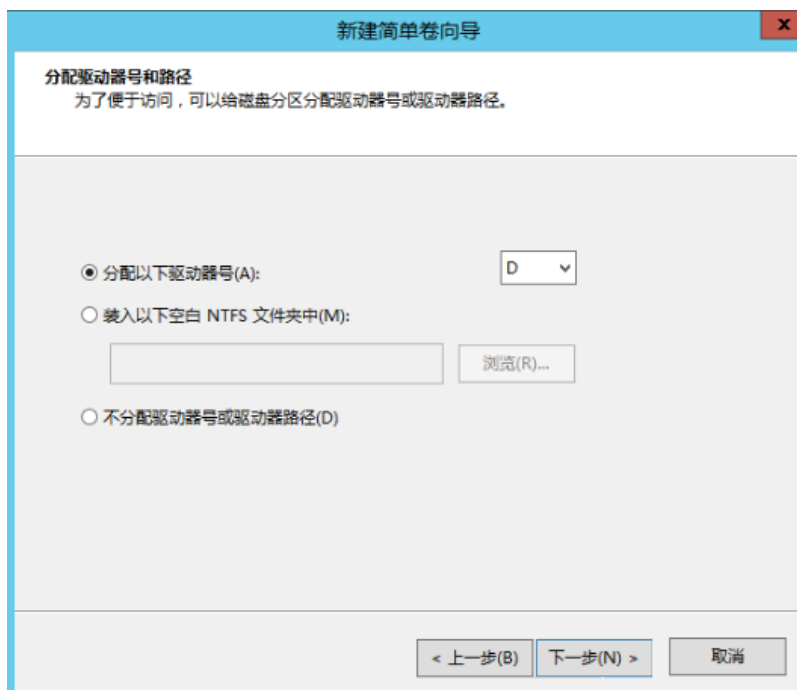 新建简单卷向导
x
分配驱动器号和路径
为了便于访问，可以给磁盘分区分配驱动器号或驱动器路径。
分配以下驱动器号(A): D
装入以下空白 NTFS 文件夹中(M):
浏览(R)...
不分配驱动器号或驱动器路径(D)
< 上一步(B) 下一步(N) > 取消